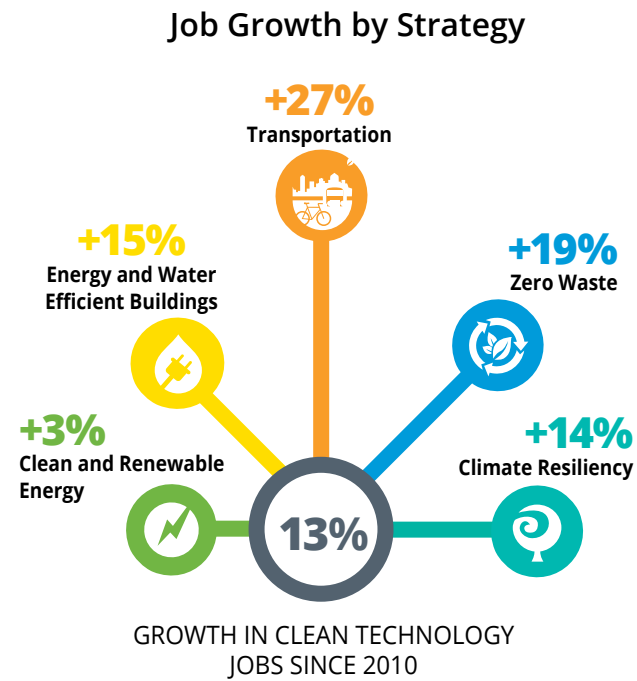 Job Growth by Strategy
+27%
Transportation
+15%
Energy and Water
Efficient Buildings
+19%
Zero Waste
+3%
Clean and Renewable
Energy
+14%
Climate Resiliency
13%
GROWTH IN CLEAN TECHNOLOGY
JOBS SINCE 2010